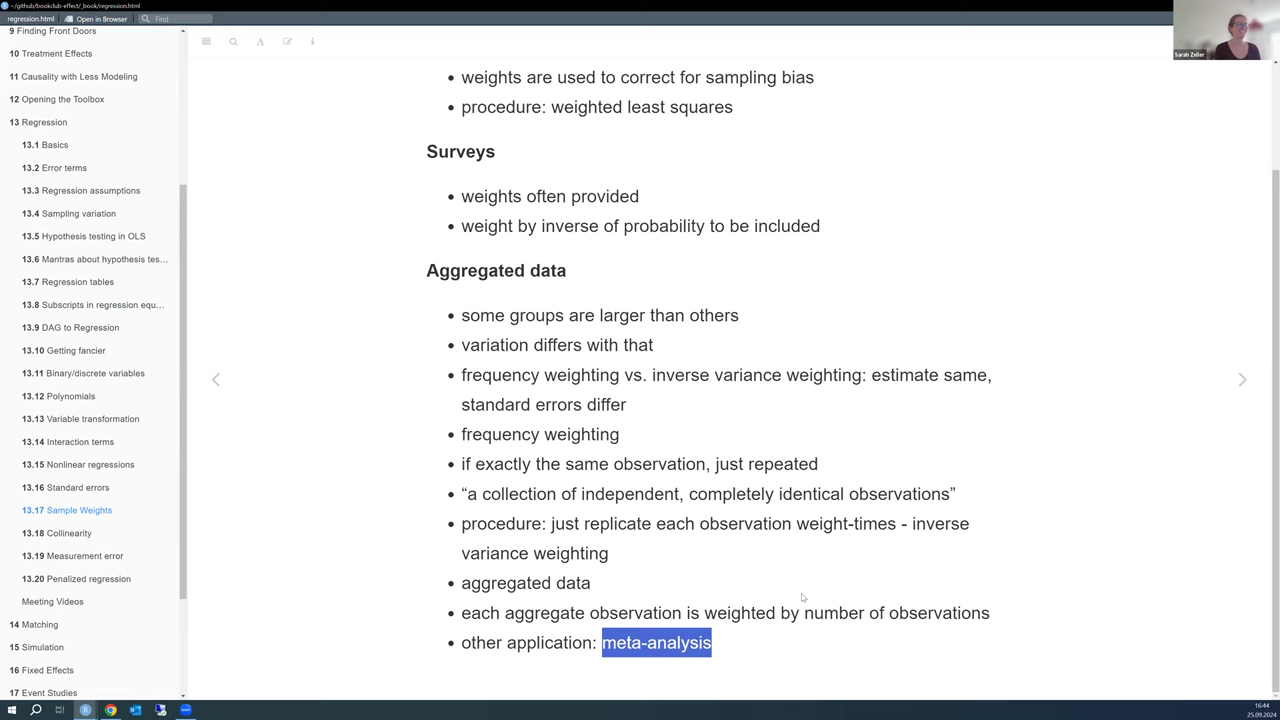 ~/github/bookclub-effect/_book/regression.html
regression.html
Open in Browser
Find
Sarah Zeller
9 Finding Front Doors
10 Treatment Effects
11 Causality with Less Modeling
12 Opening the Toolbox
13 Regression
13.1 Basics
13.2 Error terms
13.3 Regression assumptions
13.4 Sampling variation
13.5 Hypothesis testing in OLS
13.6 Mantras about hypothesis tes...
13.7 Regression tables
13.8 Subscripts in regression equ...
13.9 DAG to Regression
13.10 Getting fancier
13.11 Binary/discrete variables
13.12 Polynomials
13.13 Variable transformation
13.14 Interaction terms
13.15 Nonlinear regressions
13.16 Standard errors
13.17 Sample Weights
13.18 Collinearity
13.19 Measurement error
13.20 Penalized regression
Meeting Videos
14 Matching
15 Simulation
16 Fixed Effects
17 Event Studies
• weights are used to correct for sampling bias
• procedure: weighted least squares
Surveys
• weights often provided
• weight by inverse of probability to be included
Aggregated data
• some groups are larger than others
• variation differs with that
• frequency weighting vs. inverse variance weighting: estimate same,
standard errors differ
• frequency weighting
• if exactly the same observation, just repeated
• “a collection of independent, completely identical observations”
• procedure: just replicate each observation weight-times - inverse
variance weighting
• aggregated data
• each aggregate observation is weighted by number of observations
• other application: meta-analysis
16:44
25.09.2024